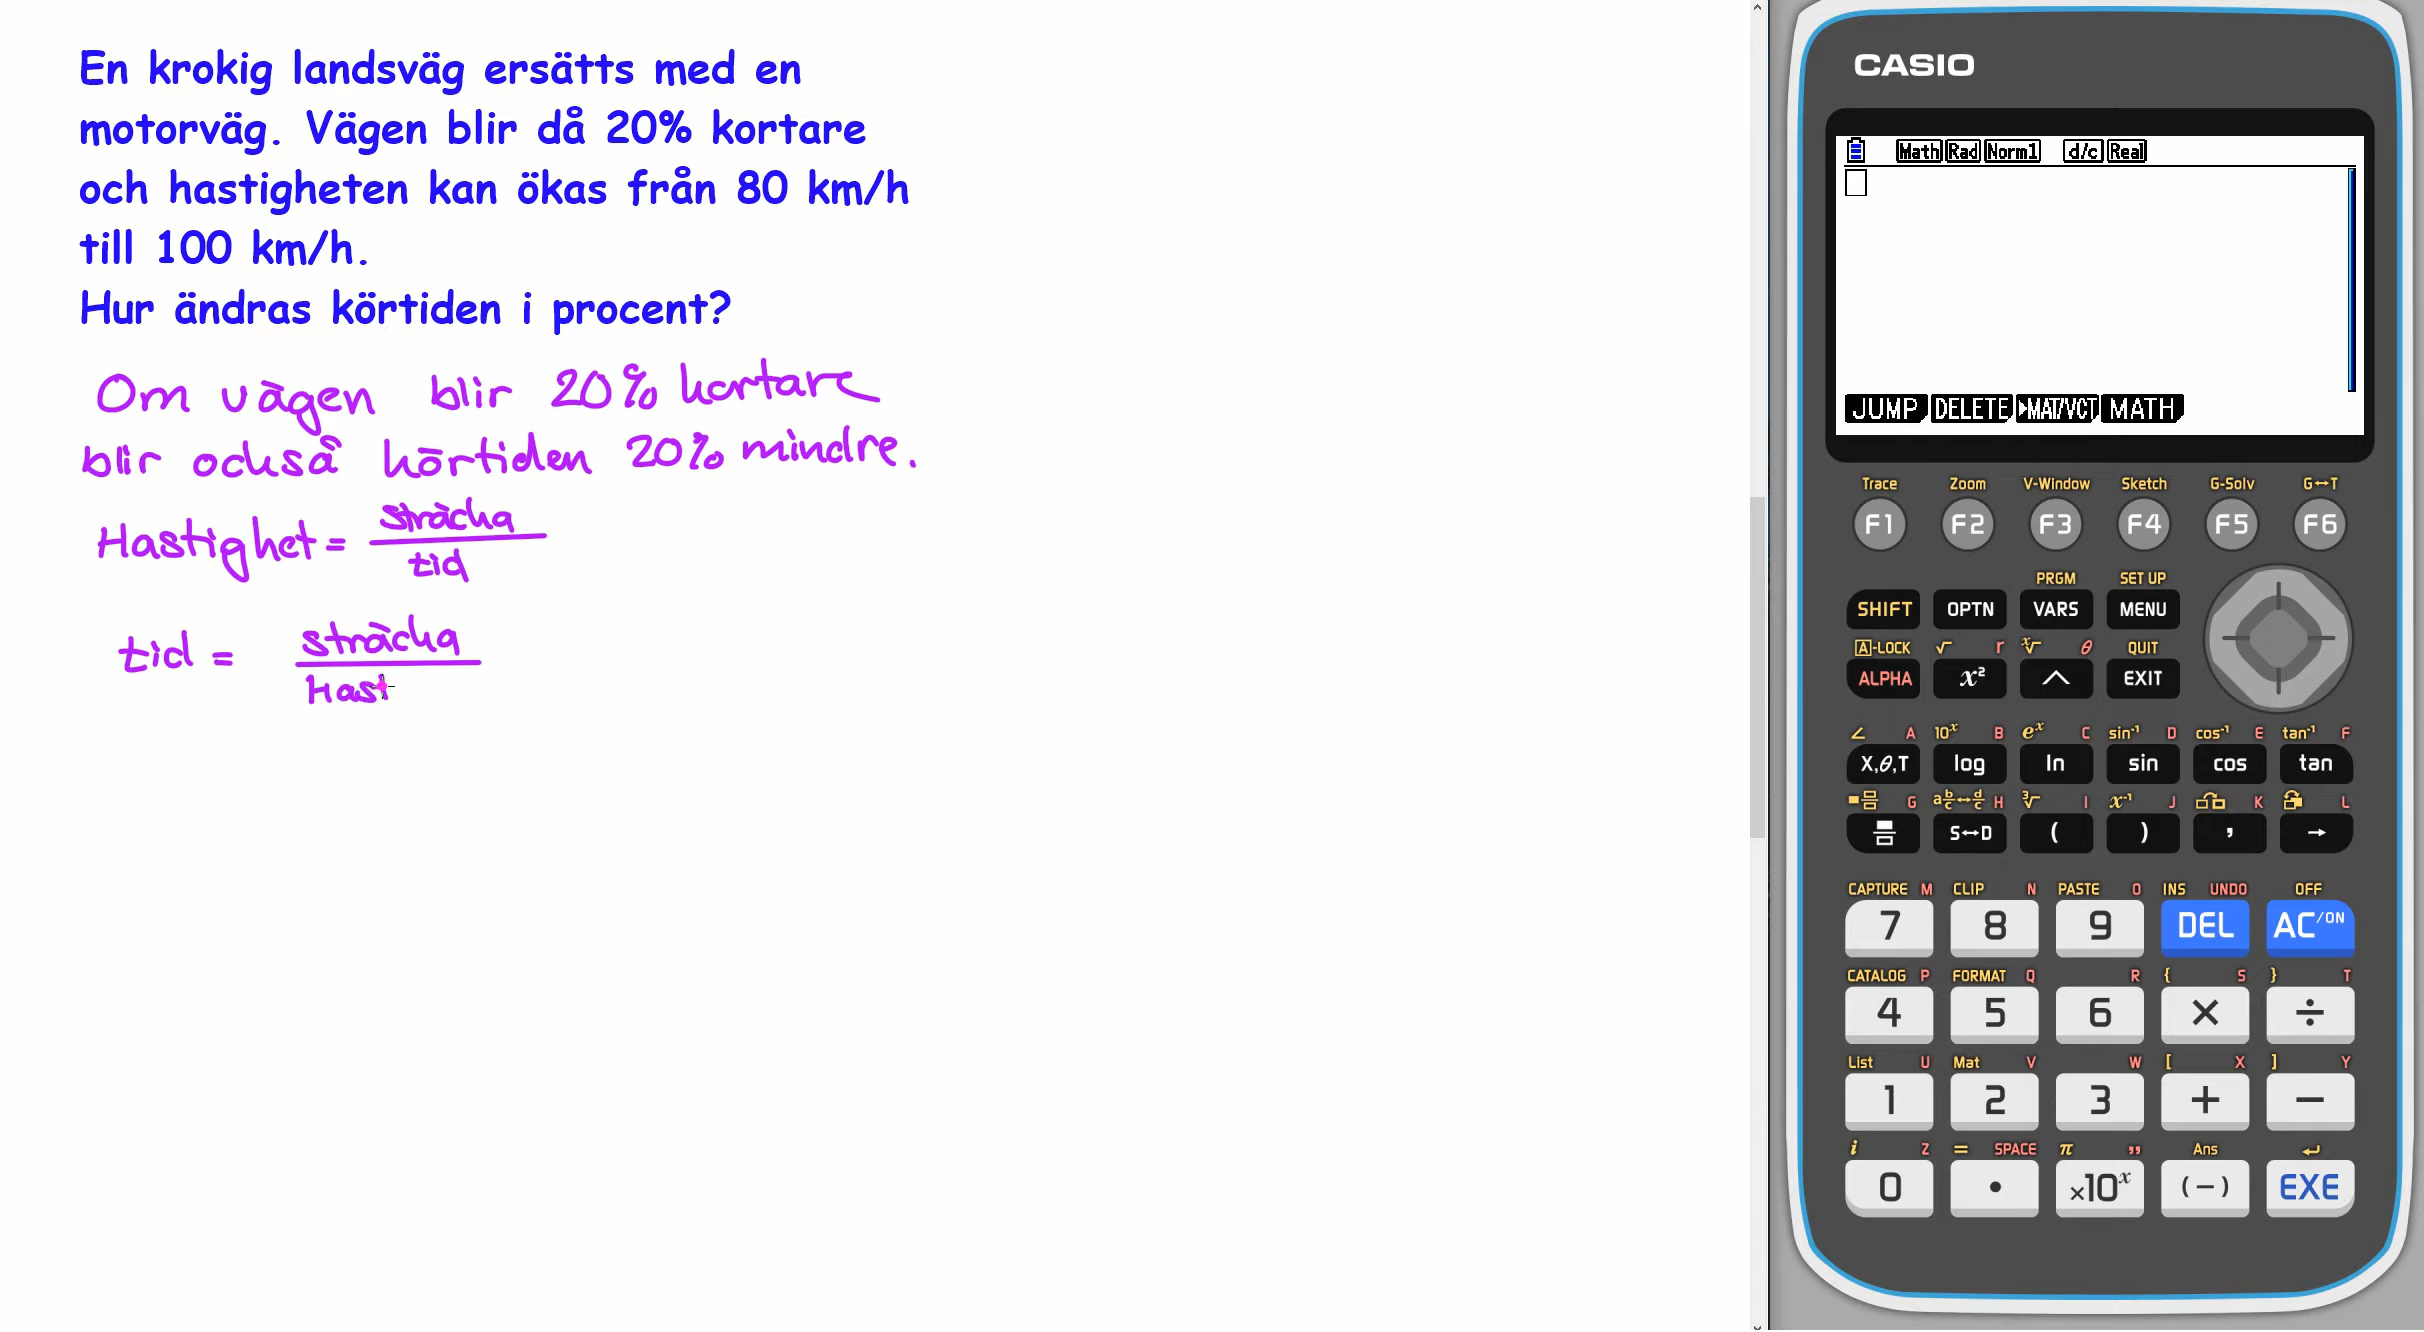 En krokig landsväg ersätts med en
motorväg. Vägen blir då 20% kortare
och hastigheten kan ökas från 80 km/h
till 100 km/h.
Hur ändras körtiden i procent?
Om vägen blir 20% kortare
blir också körtiden 20% mindre.
Hastighet = sträcka
tid
tid = sträcka
Hast
CASIO
Math Rad Norm1 d/c Real
JUMP DELETE ▸MAT/VCT MATH
Trace Zoom V-Window Sketch G-Solv G↔T
F1 F2 F3 F4 F5 F6
PRGM SET UP
SHIFT OPTN VARS MENU
A-LOCK √ r ˣ√ θ QUIT
ALPHA x² ^ EXIT
∠ A 10ˣ B eˣ C sin⁻¹ D cos⁻¹ E tan⁻¹ F
X,θ,T log ln sin cos tan
G a b/c↔d/c H ³√ I x⁻¹ J K L
S↔D ( ) , →
CAPTURE M CLIP N PASTE O INS UNDO OFF
7 8 9 DEL AC/ON
CATALOG P FORMAT Q R { S } T
4 5 6 × ÷
List U Mat V W [ X ] Y
1 2 3 + −
i Z = SPACE π " Ans ↵
0 • ×10ˣ (−) EXE